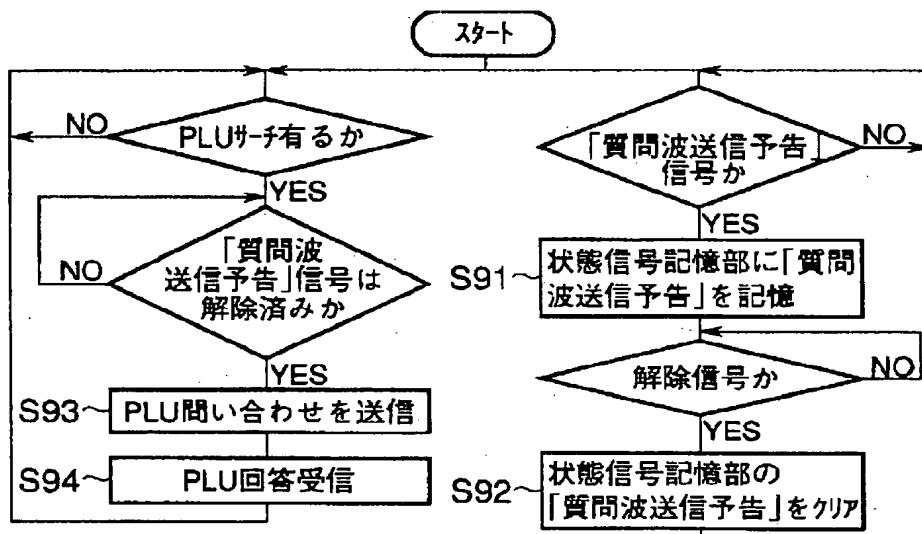 スタート
PLUサーチ有るか
NO
YES
「質問波
送信予告」信号は
解除済みか
NO
YES
S93
PLU問い合わせを送信
S94
PLU回答受信
「質問波送信予告」
信号か
NO
YES
S91
状態信号記憶部に「質問
波送信予告」を記憶
解除信号か
NO
YES
S92
状態信号記憶部の
「質問波送信予告」をクリア